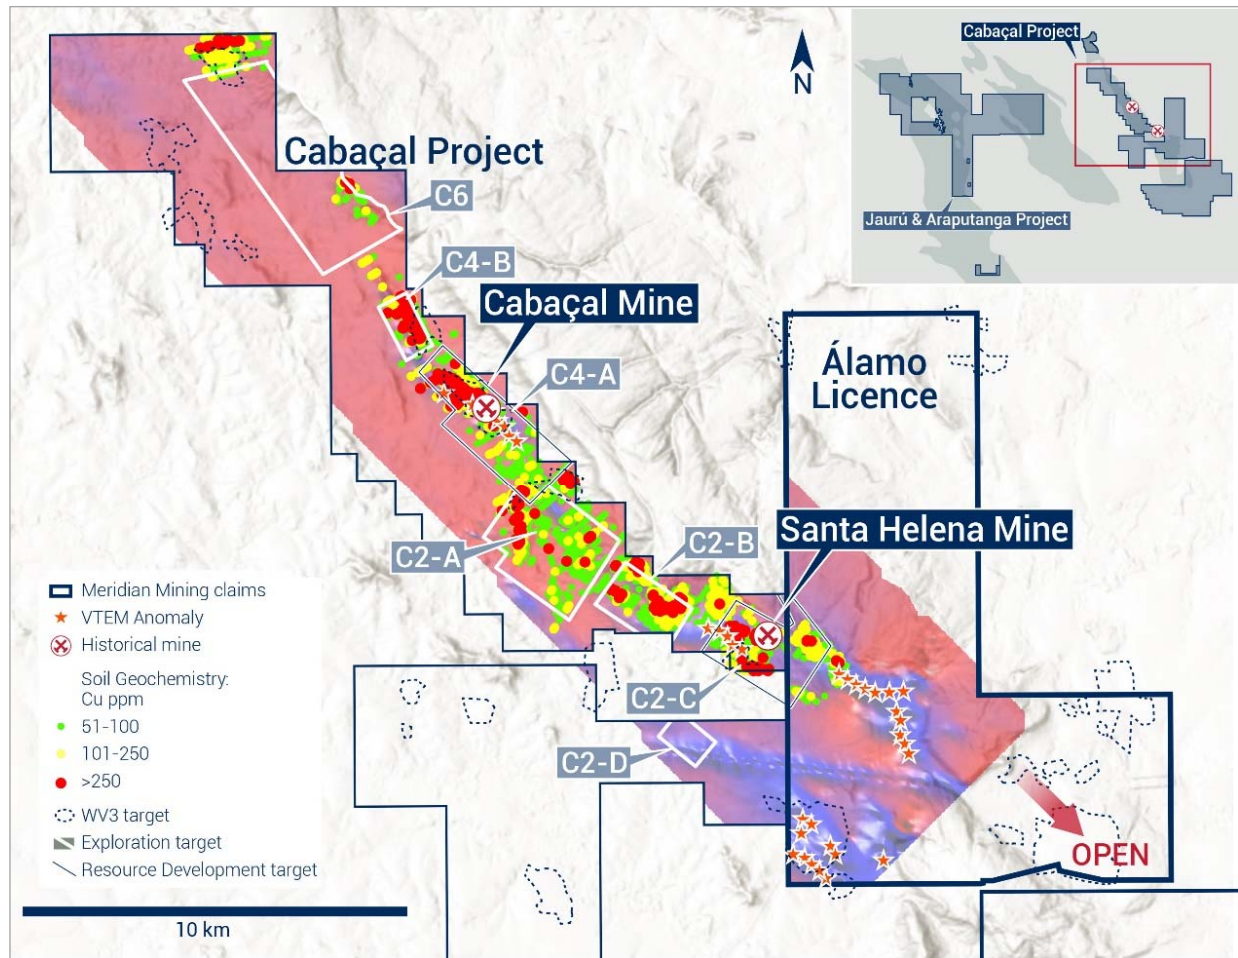 Cabaçal Project
N
Jaurú & Araputanga Project
Cabaçal Project
C6
C4-B
Cabaçal Mine
C4-A
Álamo
Licence
Santa Helena Mine
C2-B
C2-A
C2-C
C2-D
OPEN
Meridian Mining claims
VTEM Anomaly
Historical mine
Soil Geochemistry:
Cu ppm
51-100
101-250
>250
WV3 target
Exploration target
Resource Development target
10 km